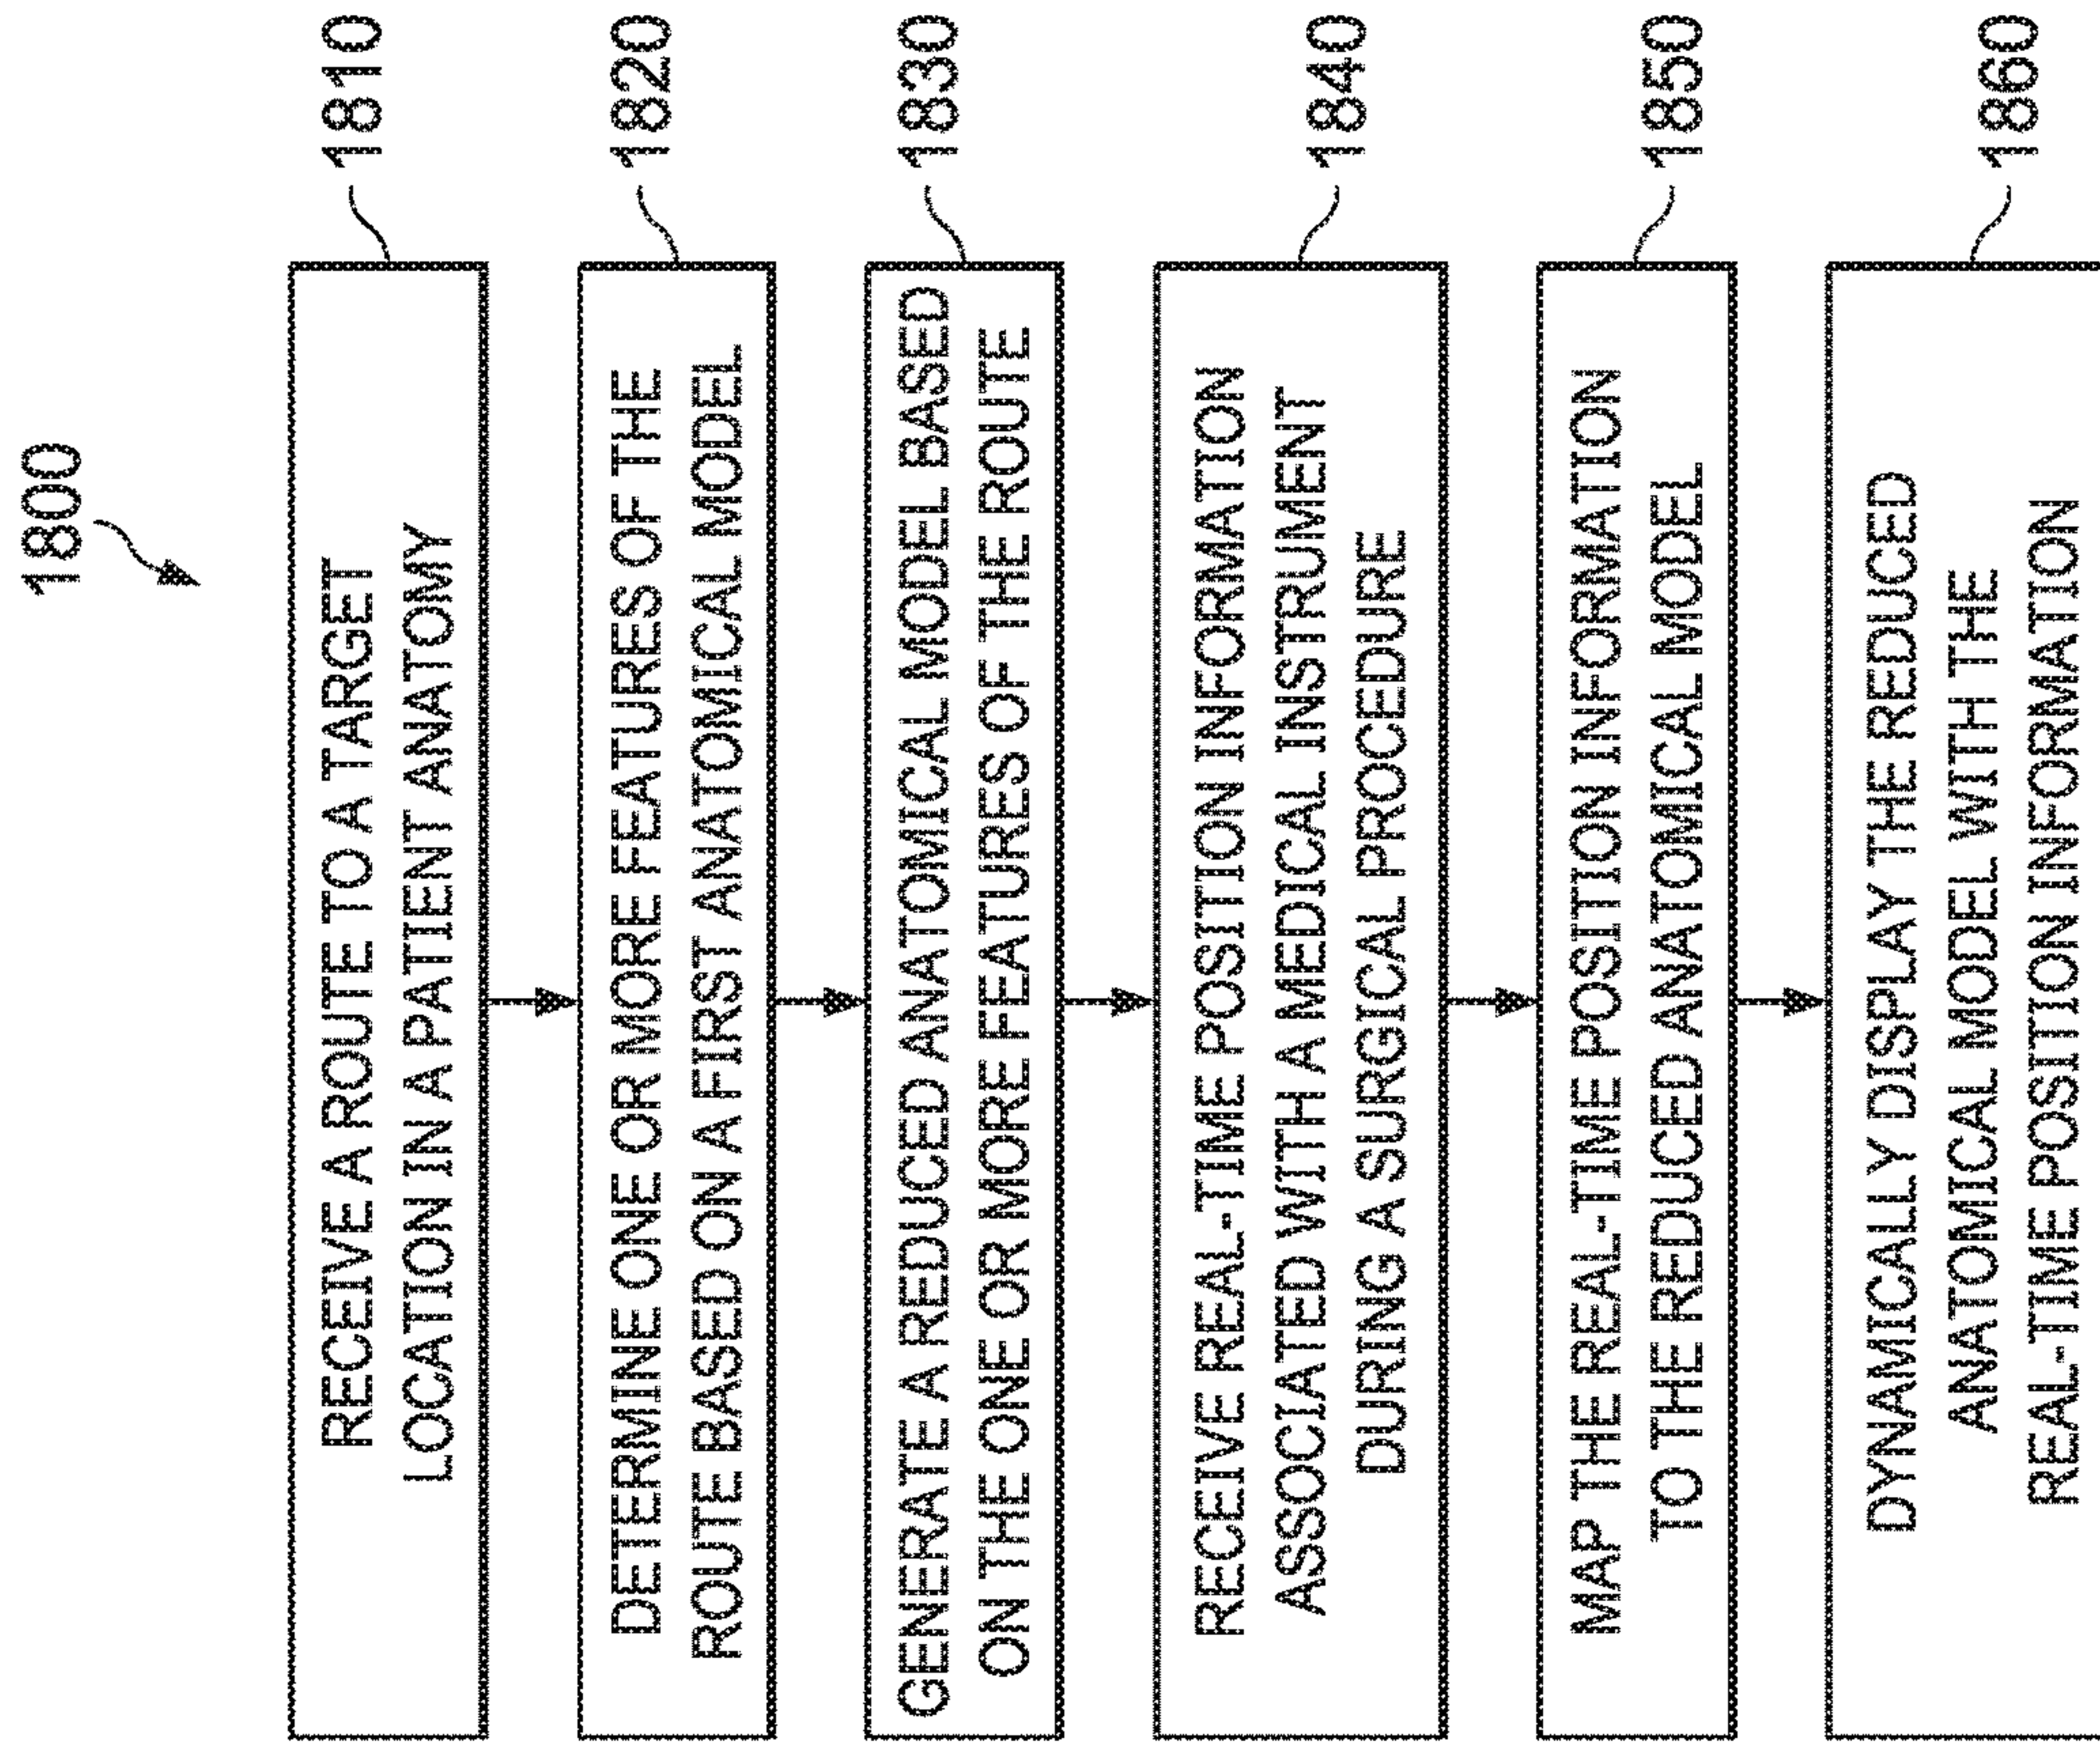 1800
RECEIVE A ROUTE TO A TARGET
LOCATION IN A PATIENT ANATOMY
1810
DETERMINE ONE OR MORE FEATURES OF THE
ROUTE BASED ON A FIRST ANATOMICAL MODEL
1820
GENERATE A REDUCED ANATOMICAL MODEL BASED
ON THE ONE OR MORE FEATURES OF THE ROUTE
1830
RECEIVE REAL-TIME POSITION INFORMATION
ASSOCIATED WITH A MEDICAL INSTRUMENT
DURING A SURGICAL PROCEDURE
1840
MAP THE REAL-TIME POSITION INFORMATION
TO THE REDUCED ANATOMICAL MODEL
1850
DYNAMICALLY DISPLAY THE REDUCED
ANATOMICAL MODEL WITH THE
REAL-TIME POSITION INFORMATION
1860